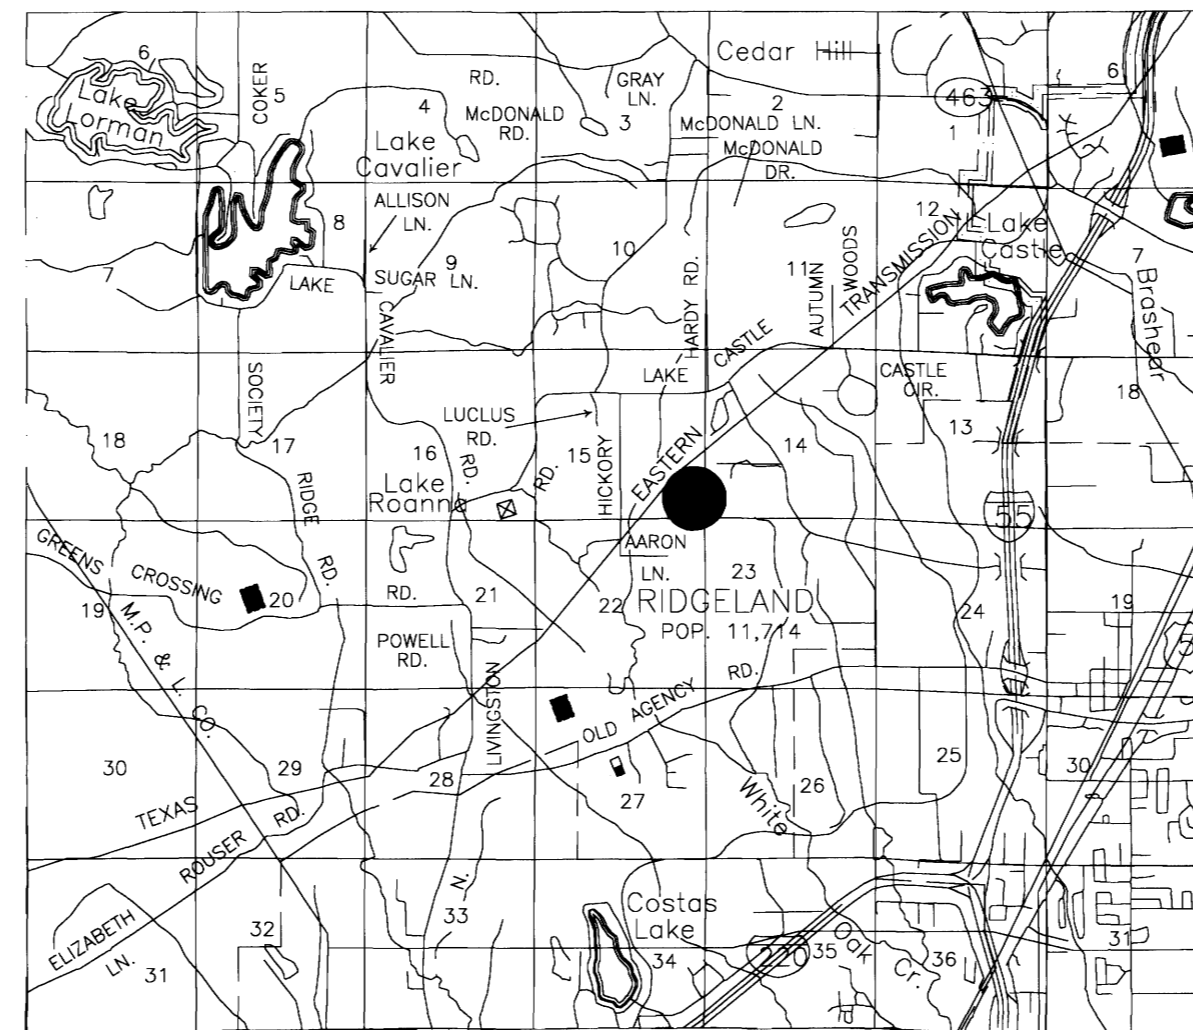 Cedar Hill
6
5
COKER
4
RD.
GRAY
LN.
McDONALD
RD.
3
2
McDONALD LN.
McDONALD
DR.
463
1
6
Lake
Lorman
Lake
Cavalier
ALLISON
LN.
7
8
LAKE
SUGAR LN.
9
CAVALIER
10
HARDY RD.
11
AUTUMN
WOODS
12
Lake
Castle
7
Brashear
EASTERN TRANSMISSION
LAKE CASTLE
CASTLE
CIR.
18
SOCIETY
RIDGE
RD.
17
16
LUCLUS
RD.
RD.
RD.
15
HICKORY
14
13
18
Lake
Roanne
55
GREENS CROSSING
RD.
19
20
21
22
AARON
LN.
23
24
19
RIDGELAND
POP. 11,714
M.P. & L. CO.
POWELL
RD.
LIVINGSTON
N.
OLD AGENCY RD.
5
30
29
28
27
26
25
30
White
Oak
Cr.
TEXAS
ROUSER RD.
ELIZABETH
LN.
31
32
33
Costas
Lake
34
220
35
36
31